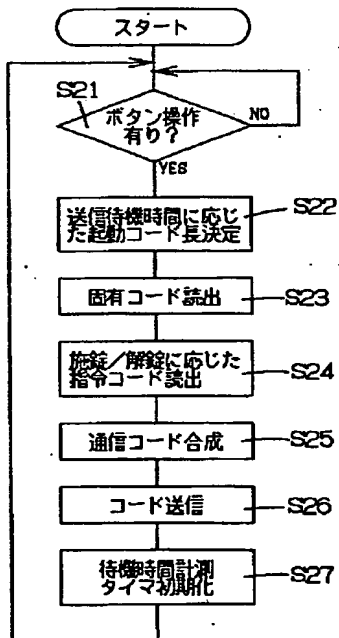 スタート
S21
ボタン操作
有り?
NO
YES
送信待機時間に応じ
た起動コード長決定
S22
固有コード読出
S23
施錠/解錠に応じた
指令コード読出
S24
通信コード合成
S25
コード送信
S26
待機時間計測
タイマ初期化
S27